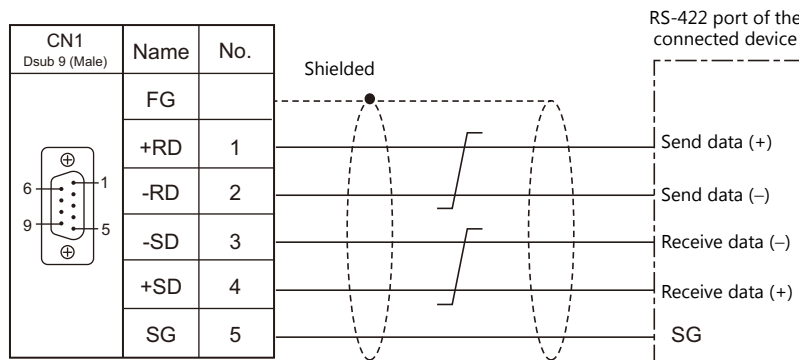 RS-422 port of the
connected device
CN1
Dsub 9 (Male)
Name
No.
Shielded
FG
+RD 1 Send data (+)
-RD 2 Send data (−)
-SD 3 Receive data (−)
+SD 4 Receive data (+)
SG 5 SG
6 1
9 5